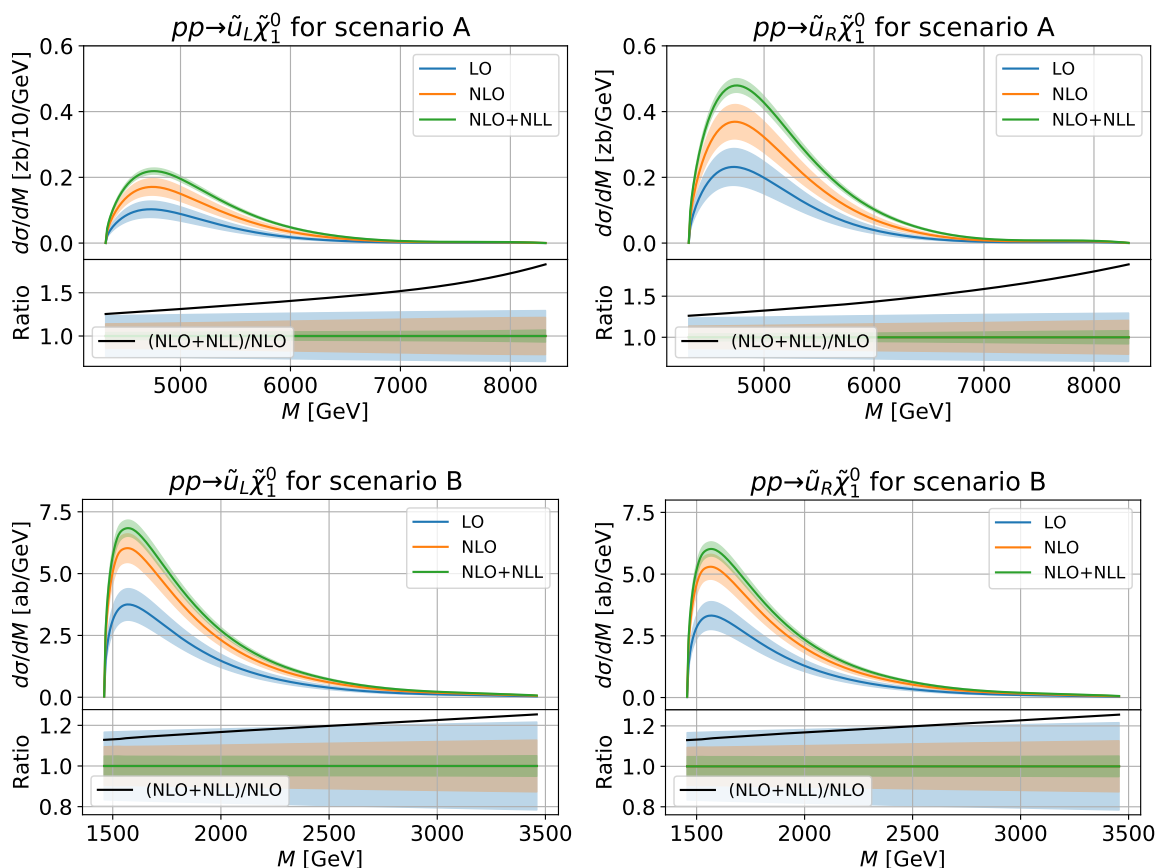 pp→ũ_L χ̃⁰₁ for scenario A
dσ/dM [zb/10/GeV]
0.6
0.4
0.2
0.0
LO
NLO
NLO+NLL
Ratio
1.5
1.0
(NLO+NLL)/NLO
5000 6000 7000 8000
M [GeV]
pp→ũ_R χ̃⁰₁ for scenario A
dσ/dM [zb/GeV]
0.6
0.4
0.2
0.0
LO
NLO
NLO+NLL
Ratio
1.5
1.0
(NLO+NLL)/NLO
5000 6000 7000 8000
M [GeV]
pp→ũ_L χ̃⁰₁ for scenario B
dσ/dM [ab/GeV]
7.5
5.0
2.5
0.0
LO
NLO
NLO+NLL
Ratio
1.2
1.0
0.8
(NLO+NLL)/NLO
1500 2000 2500 3000 3500
M [GeV]
pp→ũ_R χ̃⁰₁ for scenario B
dσ/dM [ab/GeV]
7.5
5.0
2.5
0.0
LO
NLO
NLO+NLL
Ratio
1.2
1.0
0.8
(NLO+NLL)/NLO
1500 2000 2500 3000 3500
M [GeV]